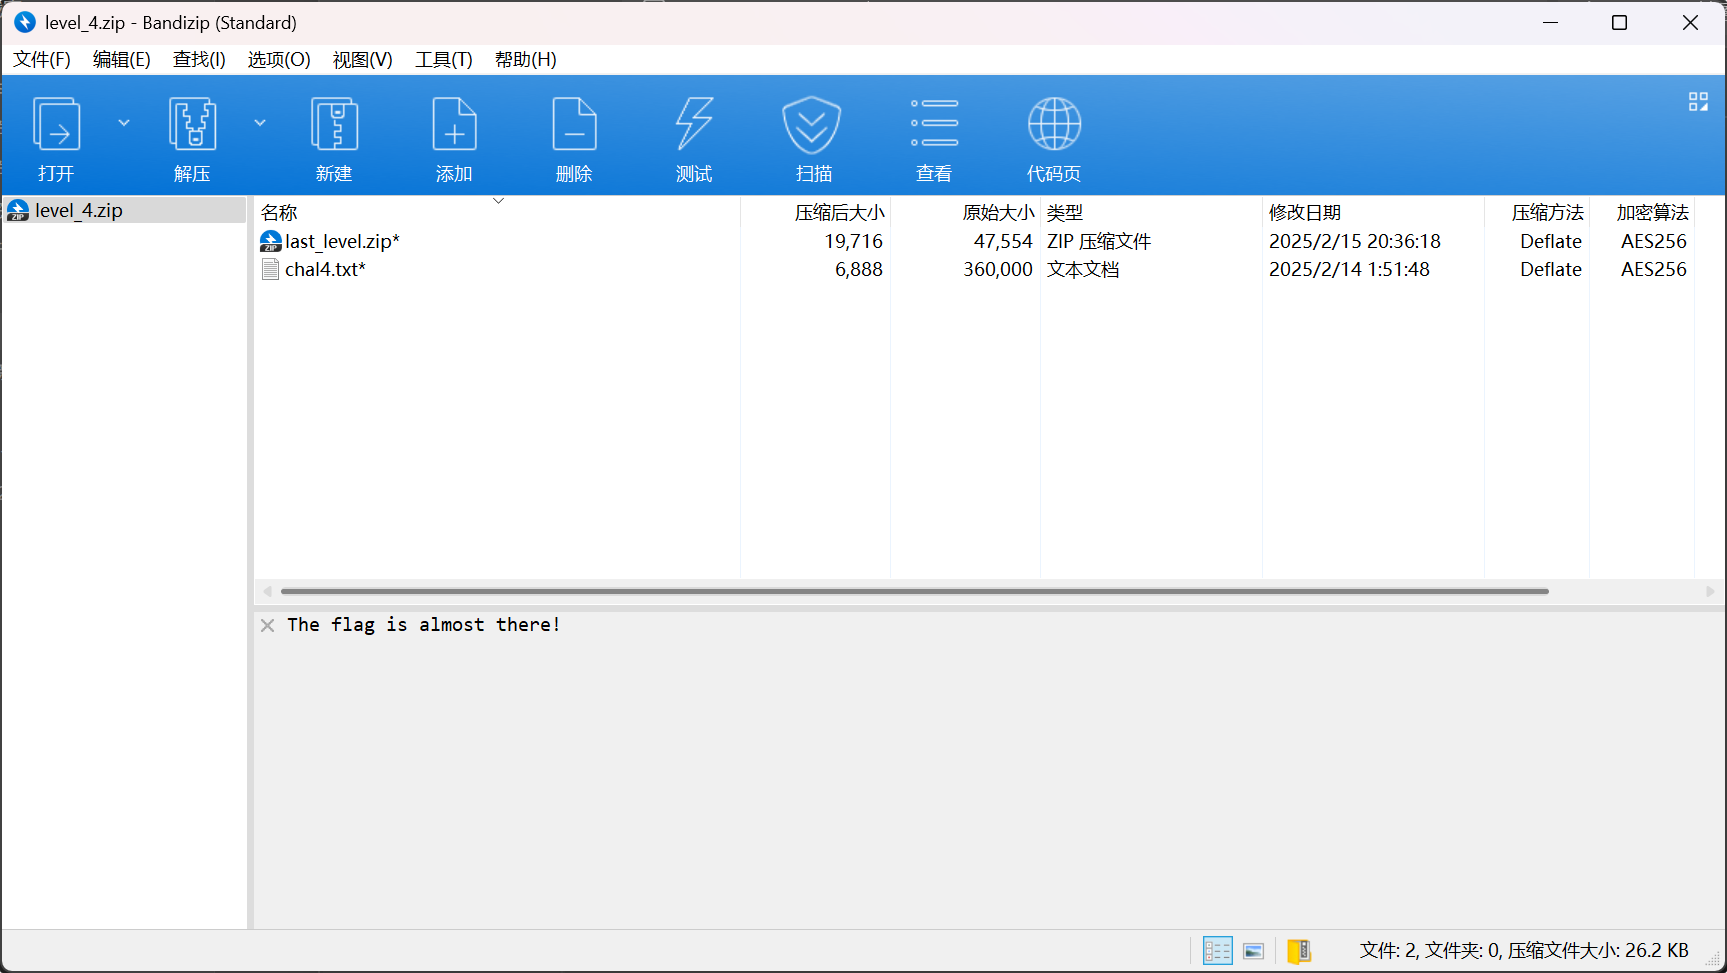 level_4.zip - Bandizip (Standard)
文件(F) 编辑(E) 查找(I) 选项(O) 视图(V) 工具(T) 帮助(H)
打开 解压 新建 添加 删除 测试 扫描 查看 代码页
level_4.zip
名称 压缩后大小 原始大小 类型 修改日期 压缩方法 加密算法
last_level.zip* 19,716 47,554 ZIP 压缩文件 2025/2/15 20:36:18 Deflate AES256
chal4.txt* 6,888 360,000 文本文档 2025/2/14 1:51:48 Deflate AES256
The flag is almost there!
文件: 2, 文件夹: 0, 压缩文件大小: 26.2 KB